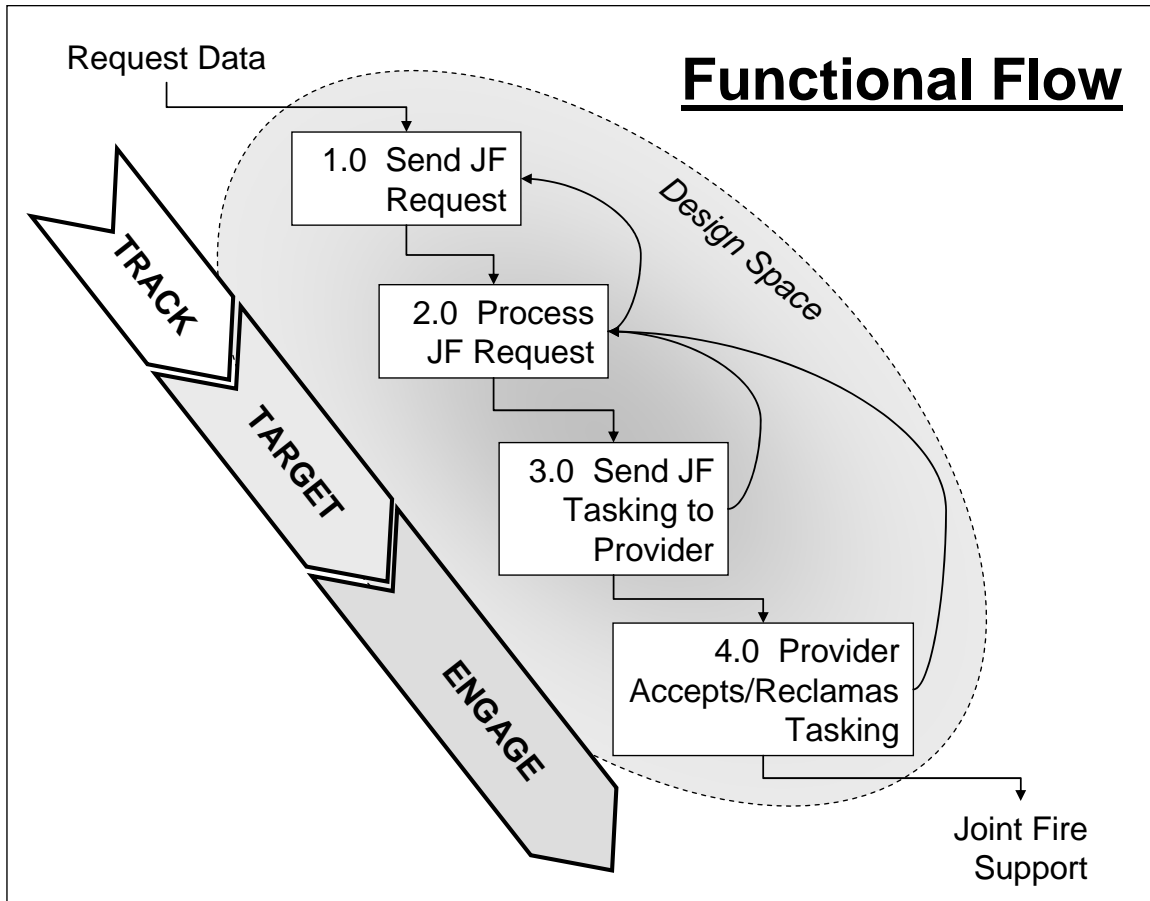 Request Data
Functional Flow
1.0 Send JF
Request
Design Space
TRACK
2.0 Process
JF Request
TARGET
3.0 Send JF
Tasking to
Provider
ENGAGE
4.0 Provider
Accepts/Reclamas
Tasking
Joint Fire
Support